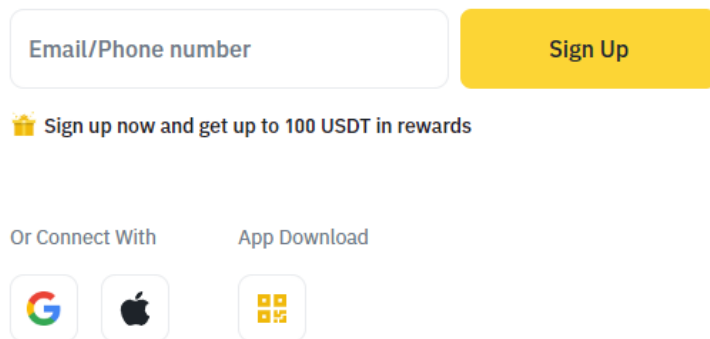 Email/Phone number
Sign Up
Sign up now and get up to 100 USDT in rewards
Or Connect With
App Download